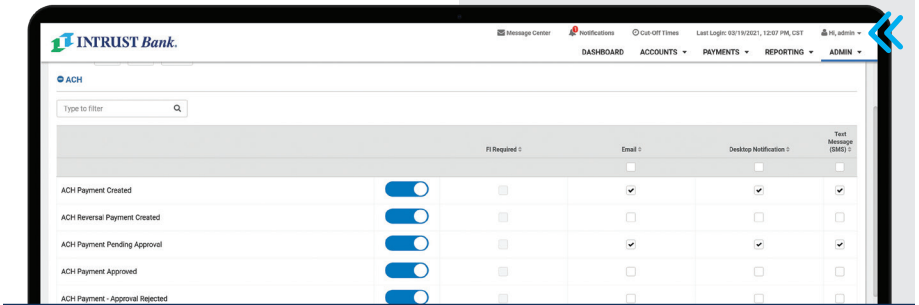 INTRUST Bank.
Message Center
1
Notifications
Cut-Off Times
Last Login: 03/19/2021, 12:07 PM, CST
Hi, admin
DASHBOARD
ACCOUNTS
PAYMENTS
REPORTING
ADMIN
ACH
Type to filter
FI Required
Email
Desktop Notification
Text
Message
(SMS)
ACH Payment Created
ACH Reversal Payment Created
ACH Payment Pending Approval
ACH Payment Approved
ACH Payment - Approval Rejected